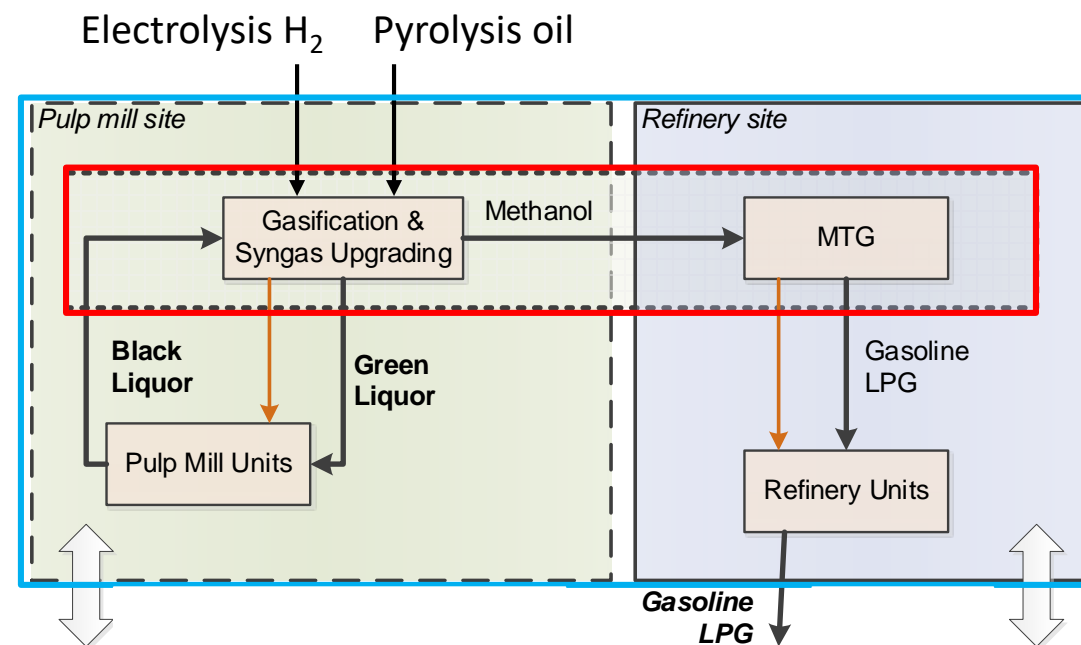 Electrolysis H₂
Pyrolysis oil
Pulp mill site
Refinery site
Gasification &
Syngas Upgrading
Methanol
MTG
Black
Liquor
Green
Liquor
Gasoline
LPG
Pulp Mill Units
Refinery Units
Gasoline
LPG